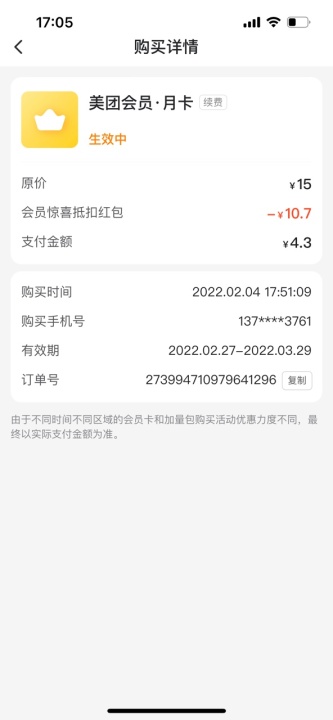 17:05
购买详情
美团会员·月卡 续费
生效中
原价 ¥15
会员惊喜抵扣红包 -¥10.7
支付金额 ¥4.3
购买时间 2022.02.04 17:51:09
购买手机号 137****3761
有效期 2022.02.27-2022.03.29
订单号 273994710979641296 复制
由于不同时间不同区域的会员卡和加量包购买活动优惠力度不同，最
终以实际支付金额为准。